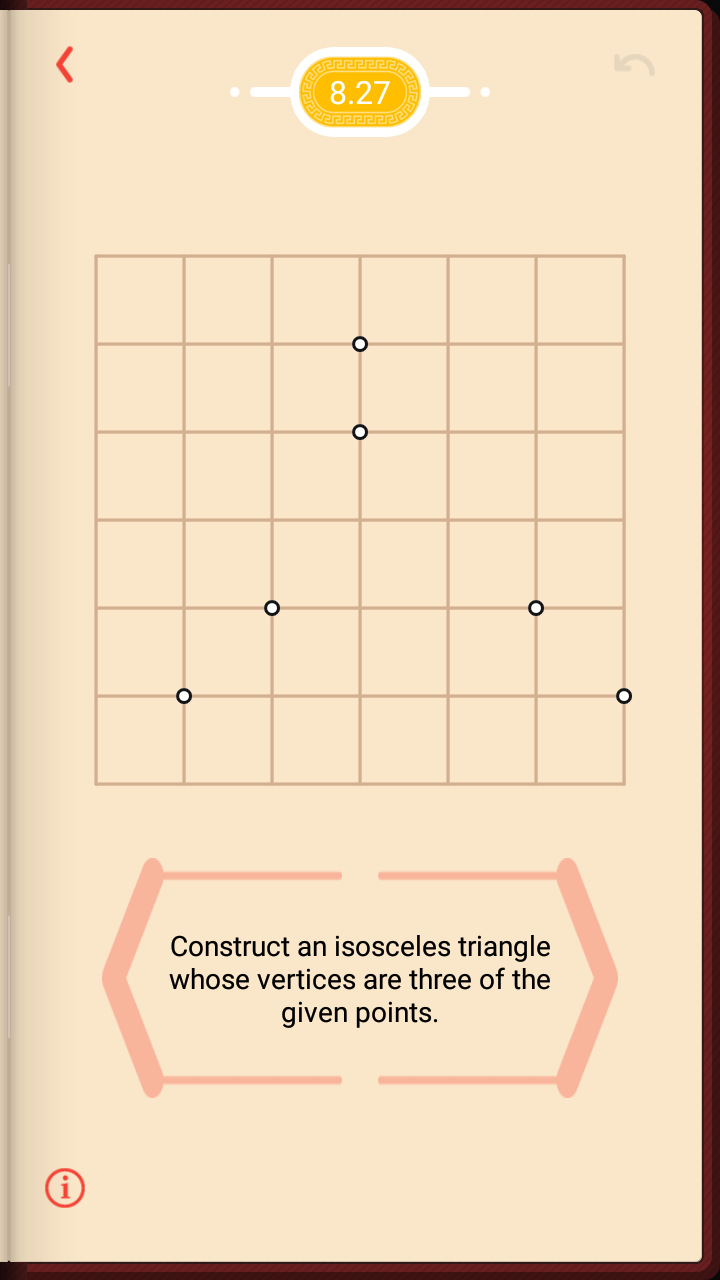 8.27
Construct an isosceles triangle
whose vertices are three of the
given points.
i